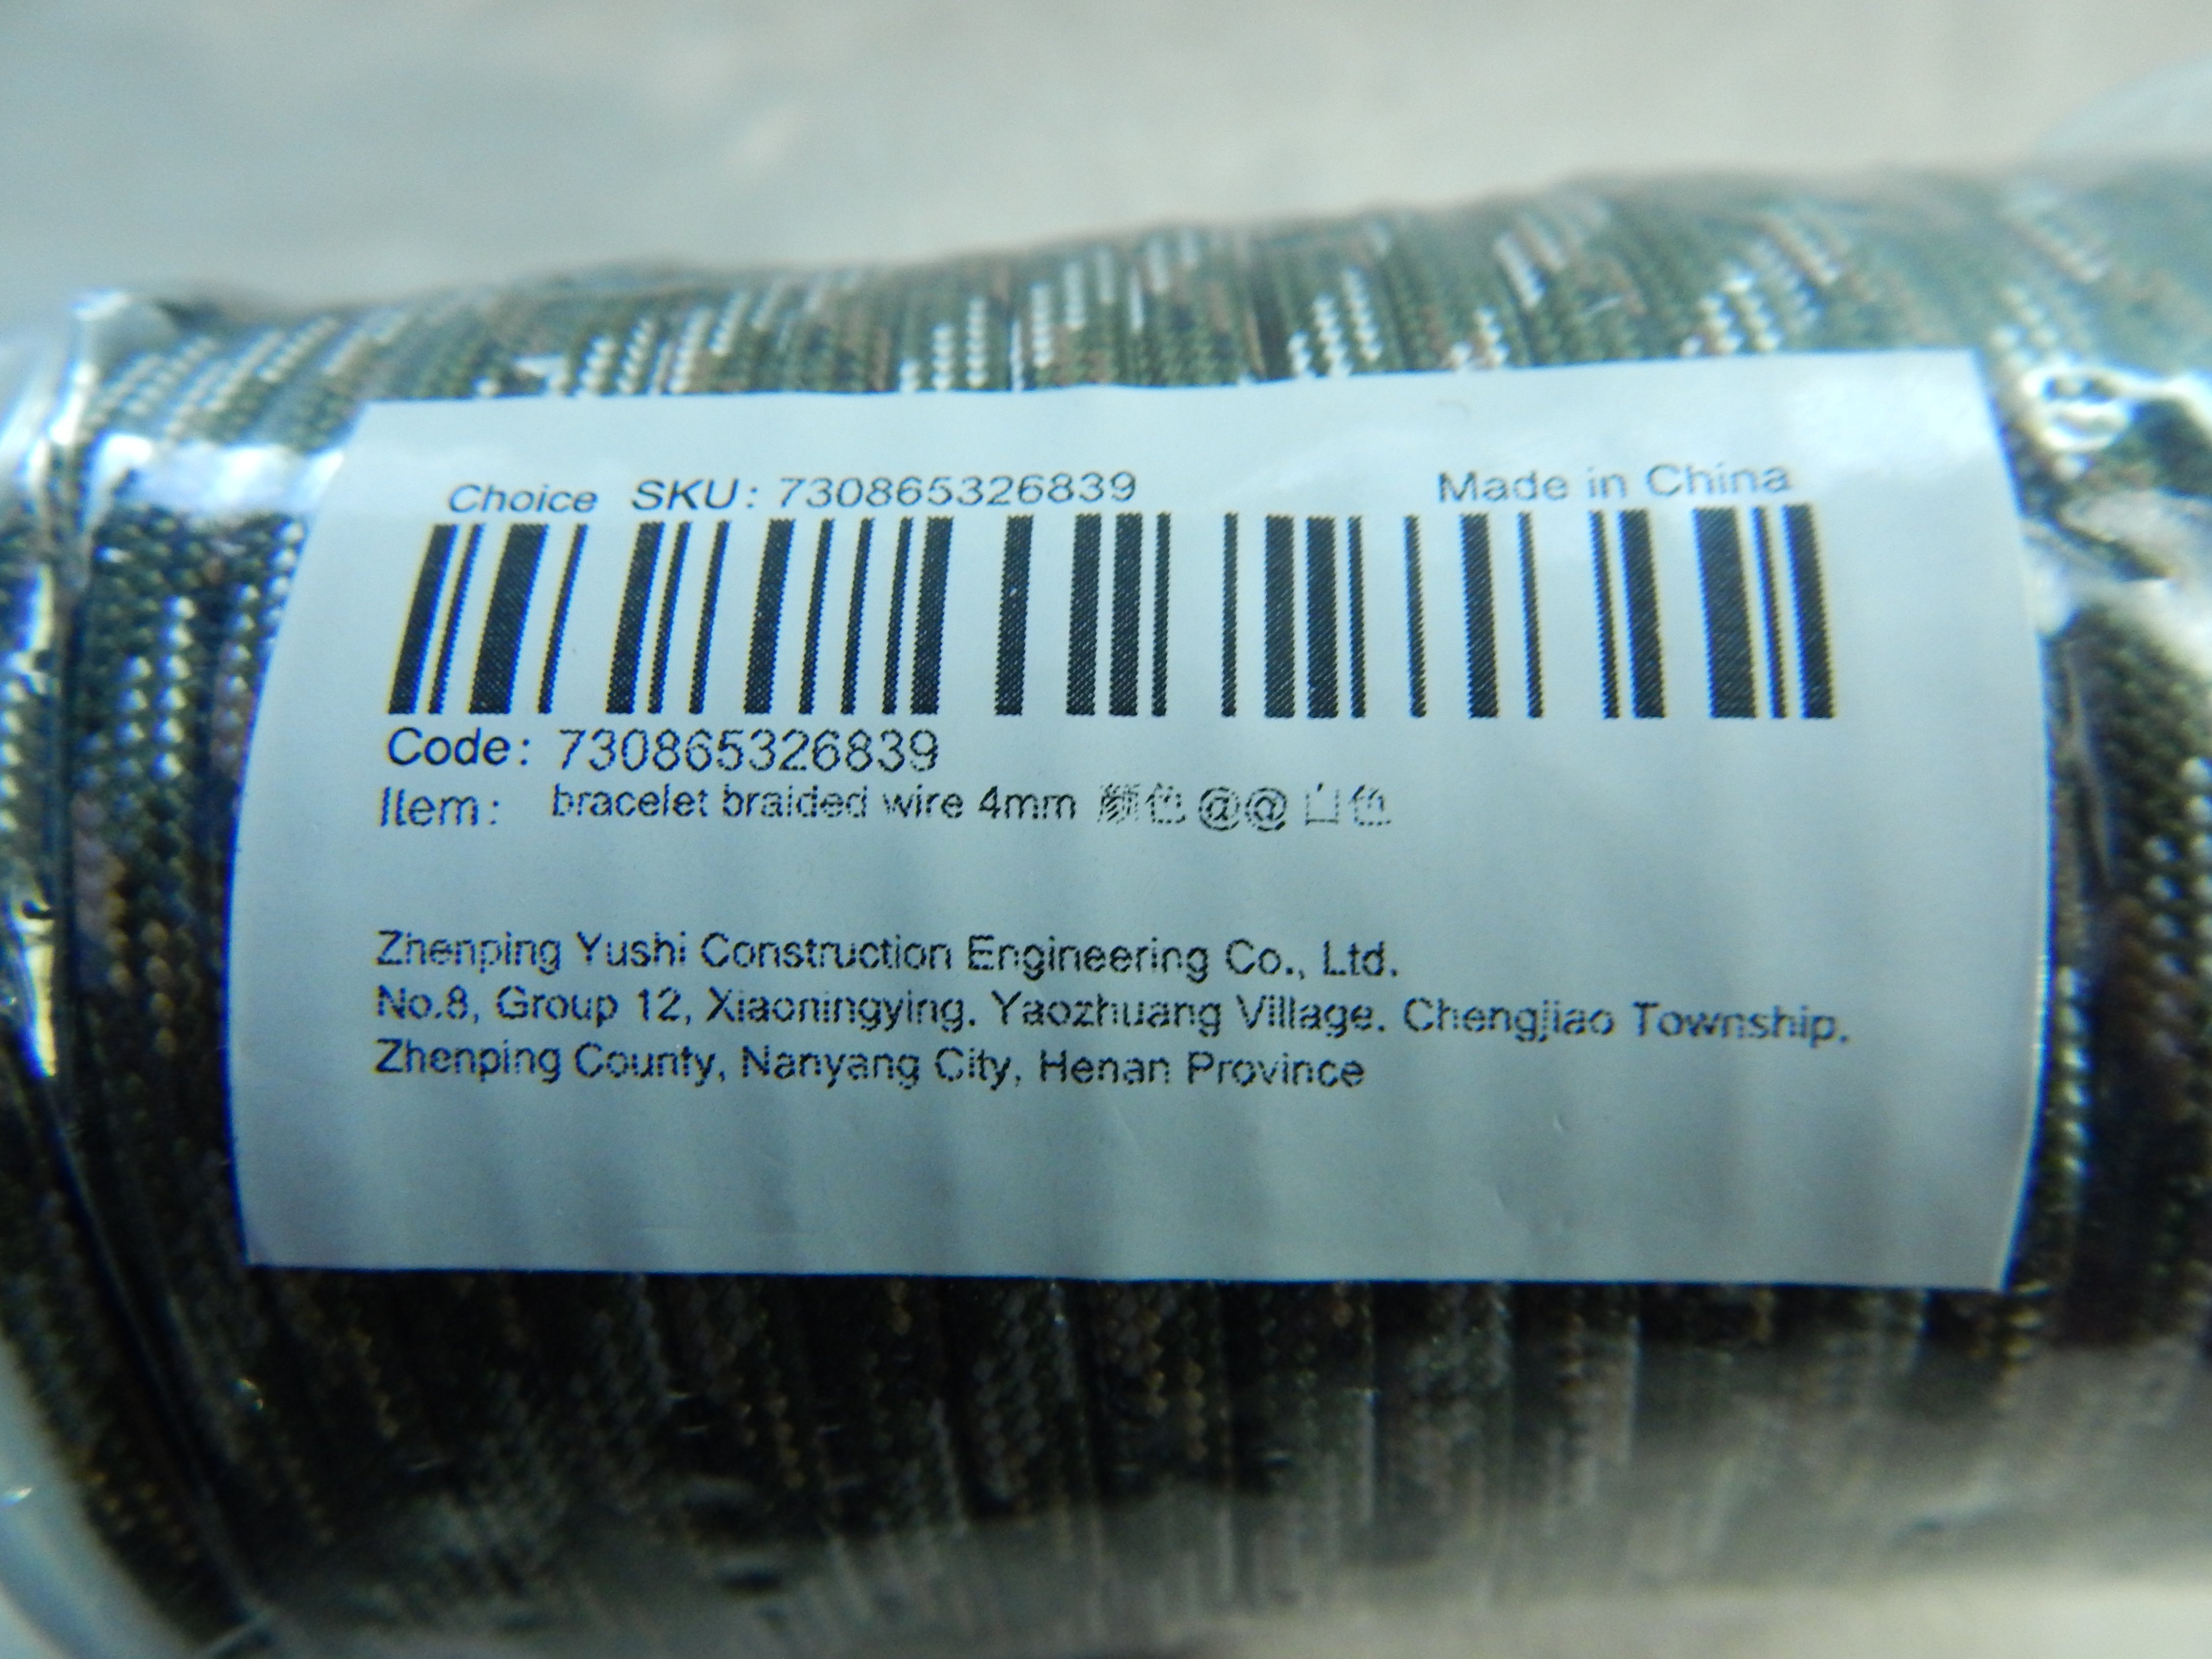 Choice SKU: 730865326839 Made in China
Code: 730865326839
Item: bracelet braided wire 4mm 颜色@@白色
Zhenping Yushi Construction Engineering Co., Ltd.
No.8, Group 12, Xiaoningying, Yaozhuang Village, Chengjiao Township,
Zhenping County, Nanyang City, Henan Province